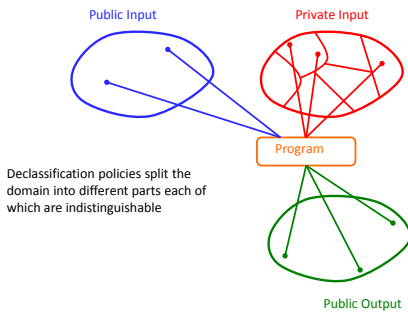 Public Input
Private Input
Program
Declassification policies split the
domain into different parts each of
which are indistinguishable
Public Output